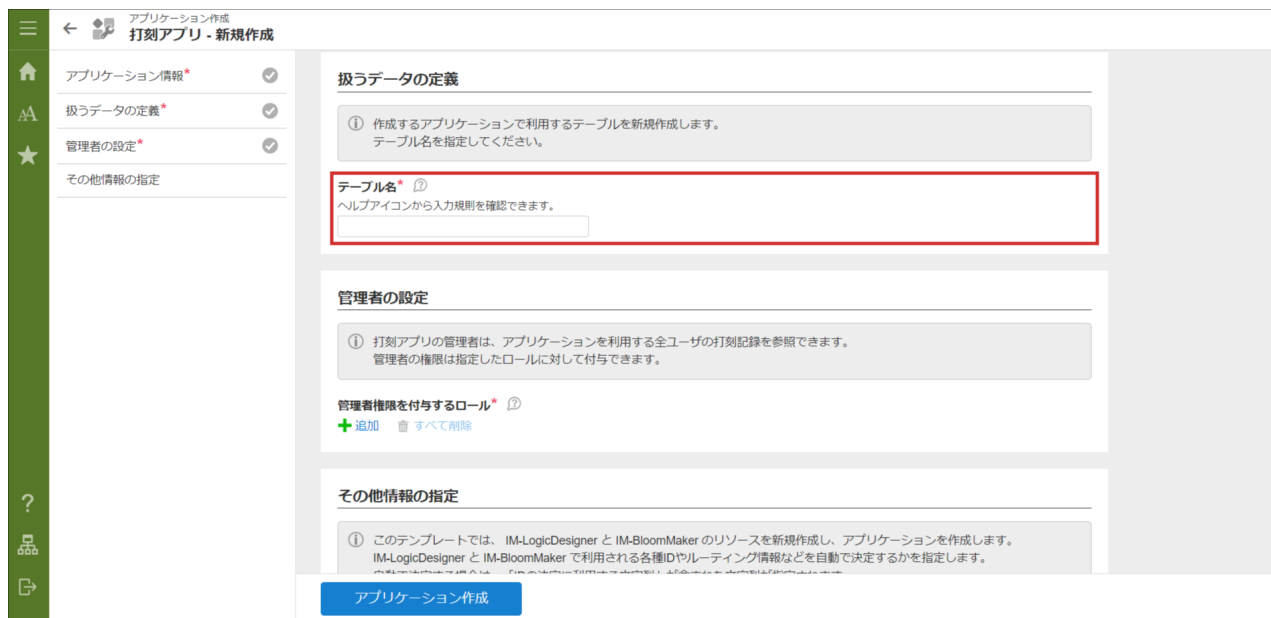 アプリケーション作成
打刻アプリ - 新規作成
アプリケーション情報*
扱うデータの定義*
管理者の設定*
その他情報の指定
扱うデータの定義
作成するアプリケーションで利用するテーブルを新規作成します。
テーブル名を指定してください。
テーブル名*
ヘルプアイコンから入力規則を確認できます。
管理者の設定
打刻アプリの管理者は、アプリケーションを利用する全ユーザの打刻記録を参照できます。
管理者の権限は指定したロールに対して付与できます。
管理者権限を付与するロール*
追加 すべて削除
その他情報の指定
このテンプレートでは、 IM-LogicDesigner と IM-BloomMaker のリソースを新規作成し、アプリケーションを作成します。
IM-LogicDesigner と IM-BloomMaker で利用される各種IDやルーティング情報などを自動で決定するかを指定します。
アプリケーション作成